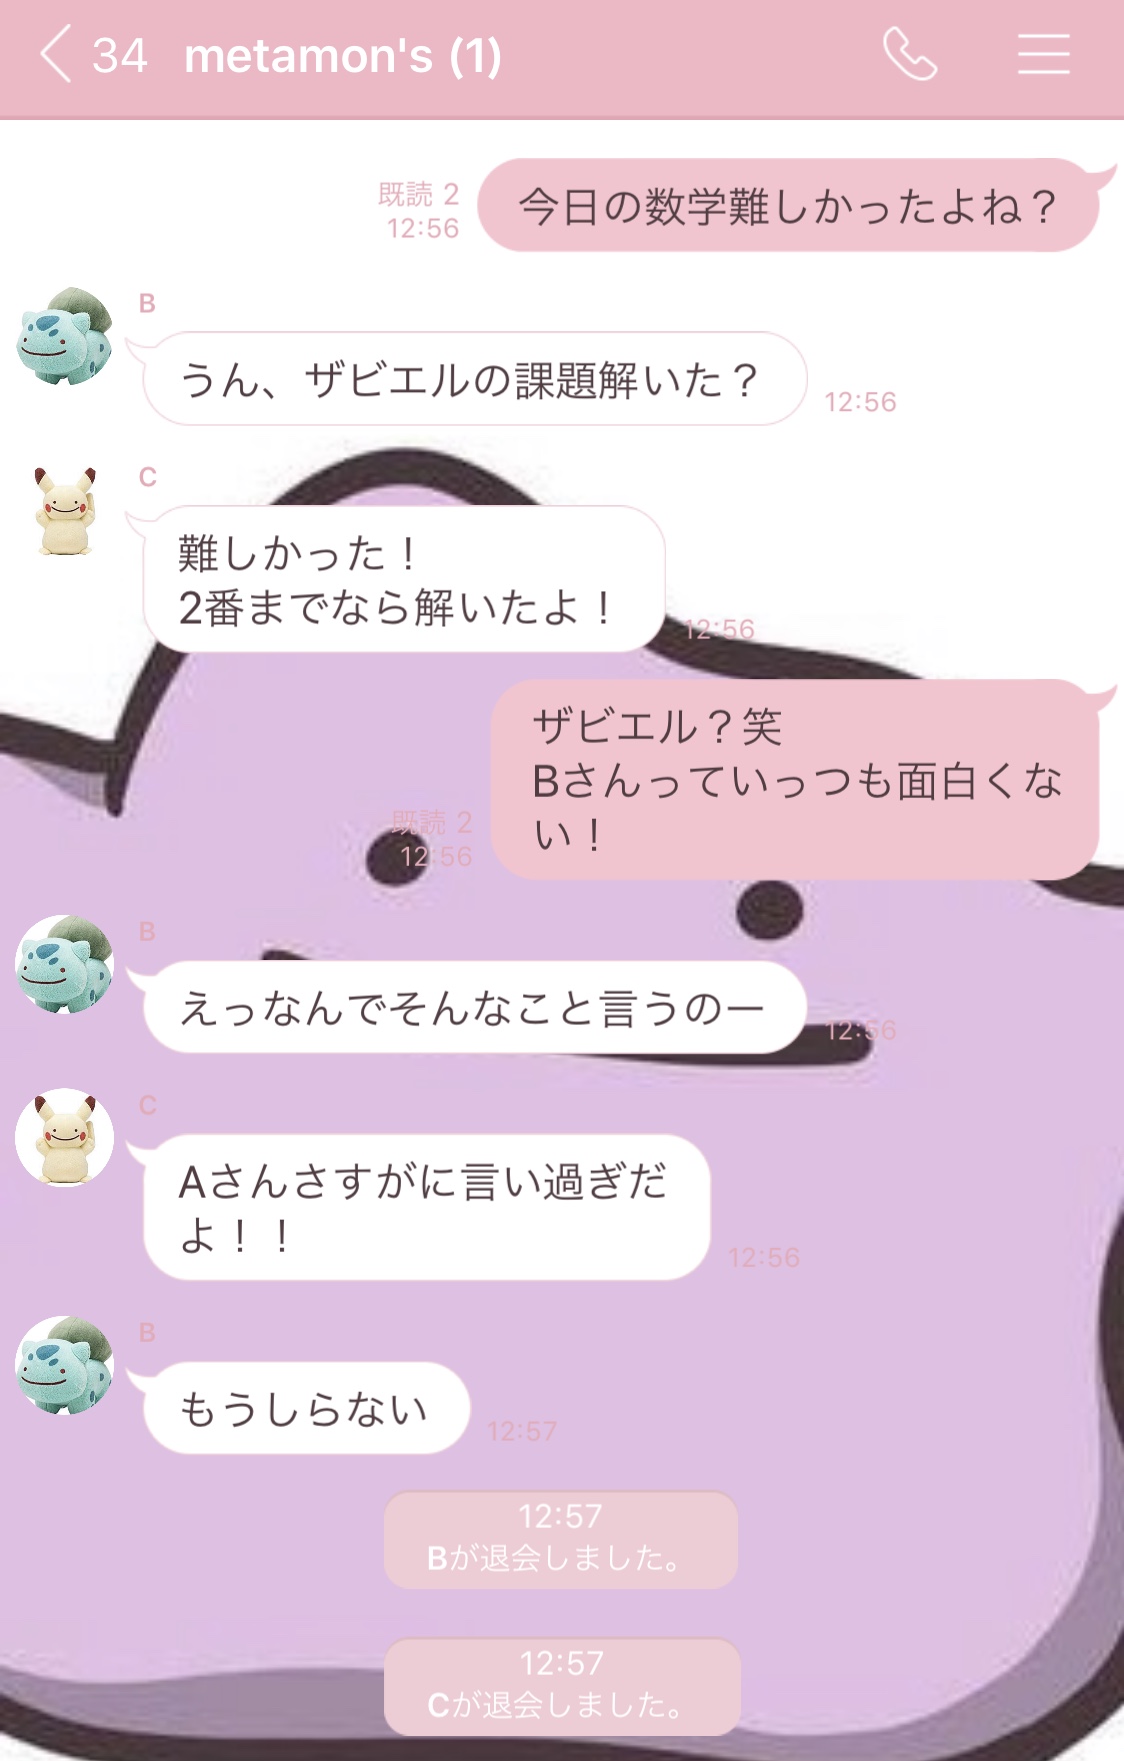 34 metamon's (1)
今日の数学難しかったよね？
既読 2
12:56
B
うん、ザビエルの課題解いた？
12:56
C
難しかった！
2番までなら解いたよ！
12:56
ザビエル？笑
Bさんっていっつも面白くな
い！
既読 2
12:56
B
えっなんでそんなこと言うのー
12:56
C
Aさんさすがに言い過ぎだ
よ！！
12:56
B
もうしらない
12:57
12:57
Bが退会しました。
12:57
Cが退会しました。